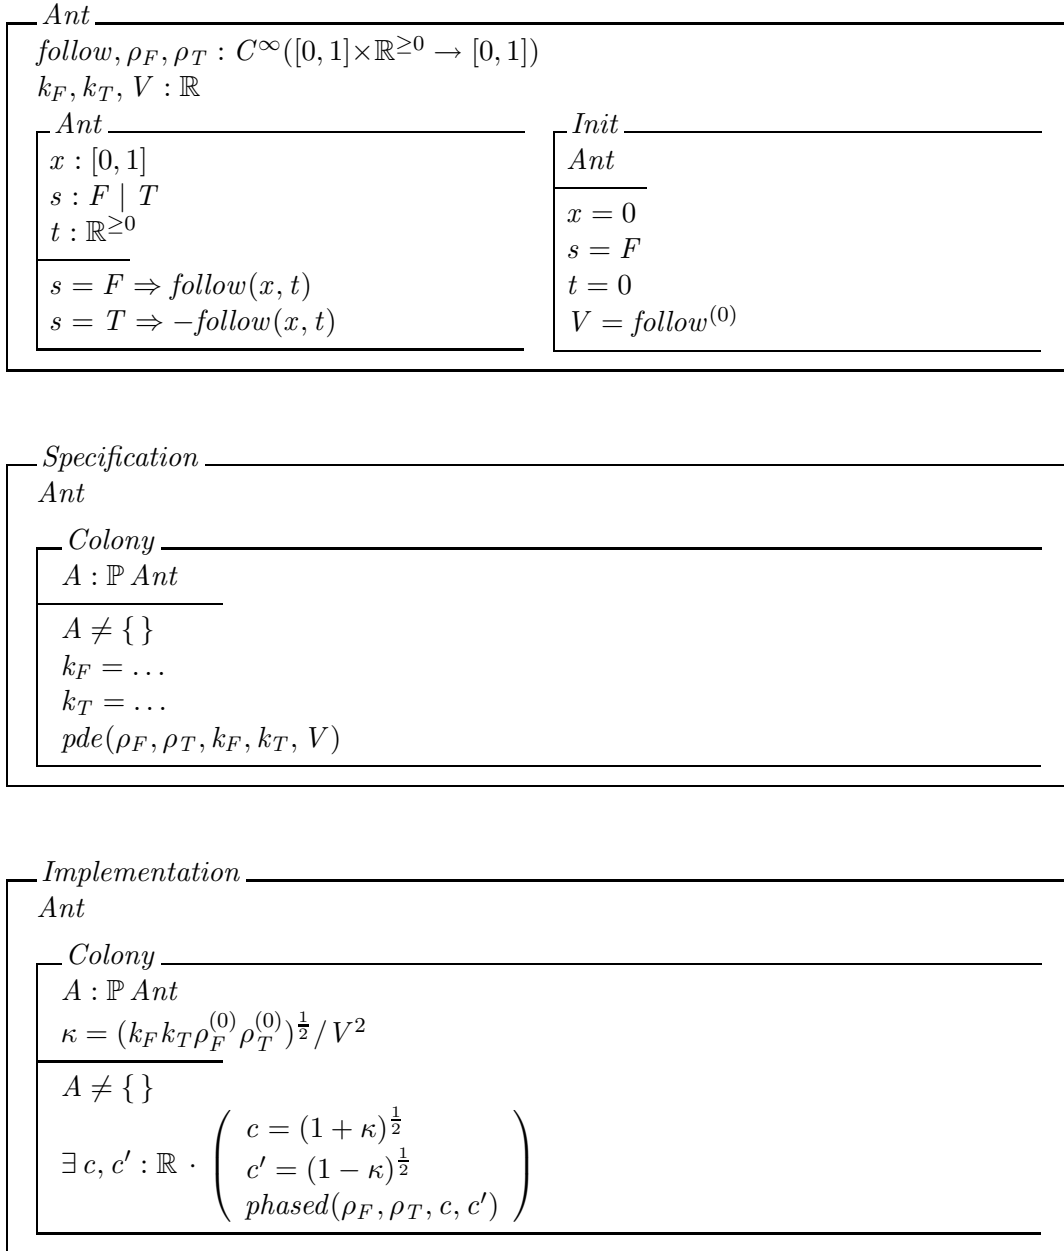 Ant
follow, ρ_F, ρ_T : C^∞([0, 1]×ℝ^{≥0} → [0, 1])
k_F, k_T, V : ℝ
Ant
x : [0, 1]
s : F | T
t : ℝ^{≥0}
s = F ⇒ follow(x, t)
s = T ⇒ −follow(x, t)
Init
Ant
x = 0
s = F
t = 0
V = follow^{(0)}
Specification
Ant
Colony
A : ℙ Ant
A ≠ { }
k_F = …
k_T = …
pde(ρ_F, ρ_T, k_F, k_T, V)
Implementation
Ant
Colony
A : ℙ Ant
κ = (k_F k_T ρ_F^{(0)} ρ_T^{(0)})^{1/2} / V^2
A ≠ { }
∃ c, c′ : ℝ ·
c = (1 + κ)^{1/2}
c′ = (1 − κ)^{1/2}
phased(ρ_F, ρ_T, c, c′)